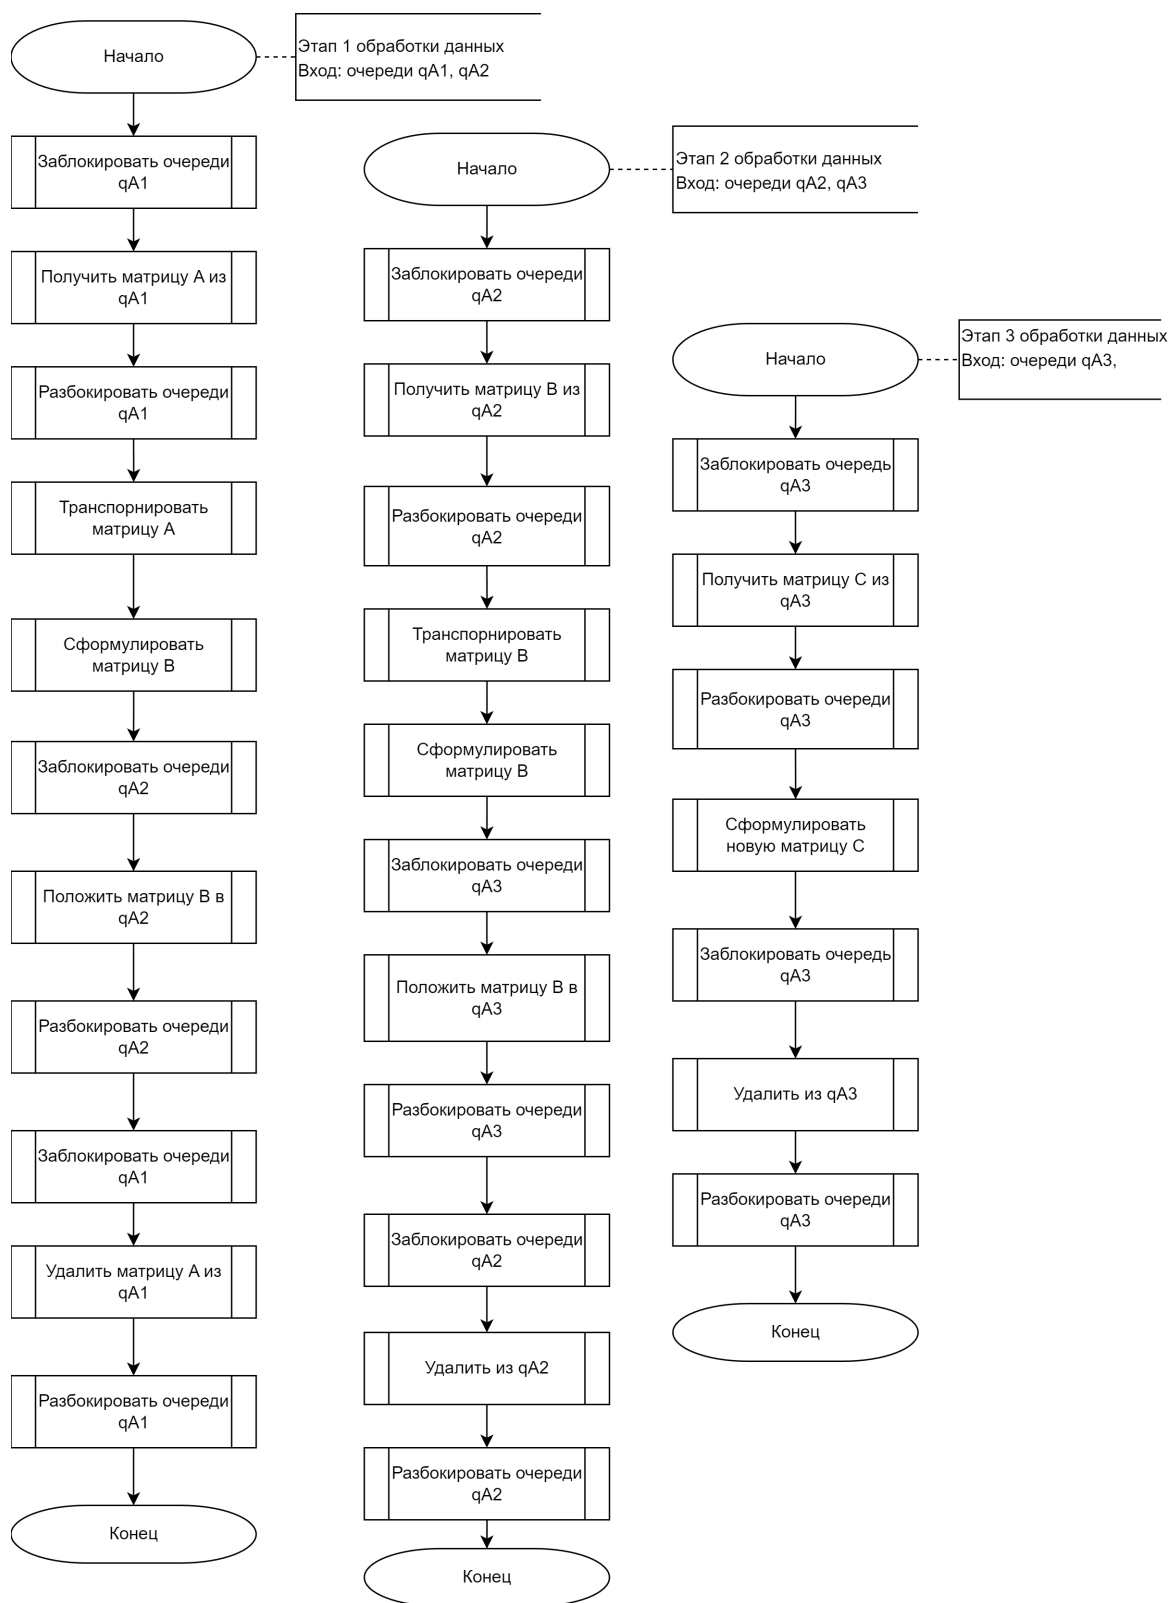 Начало
Этап 1 обработки данных
Вход: очереди qA1, qA2
Заблокировать очереди
qA1
Получить матрицу А из
qA1
Разбокировать очереди
qA1
Транспорнировать
матрицу А
Сформулировать
матрицу В
Заблокировать очереди
qA2
Положить матрицу В в
qA2
Разбокировать очереди
qA2
Заблокировать очереди
qA1
Удалить матрицу А из
qA1
Разбокировать очереди
qA1
Конец
Начало
Этап 2 обработки данных
Вход: очереди qA2, qA3
Заблокировать очереди
qA2
Получить матрицу В из
qA2
Разбокировать очереди
qA2
Транспорнировать
матрицу В
Сформулировать
матрицу В
Заблокировать очереди
qA3
Положить матрицу В в
qA3
Разбокировать очереди
qA3
Заблокировать очереди
qA2
Удалить из qA2
Разбокировать очереди
qA2
Конец
Начало
Этап 3 обработки данных
Вход: очереди qA3,
Заблокировать очередь
qA3
Получить матрицу С из
qA3
Разбокировать очереди
qA3
Сформулировать
новую матрицу С
Заблокировать очередь
qA3
Удалить из qA3
Разбокировать очереди
qA3
Конец